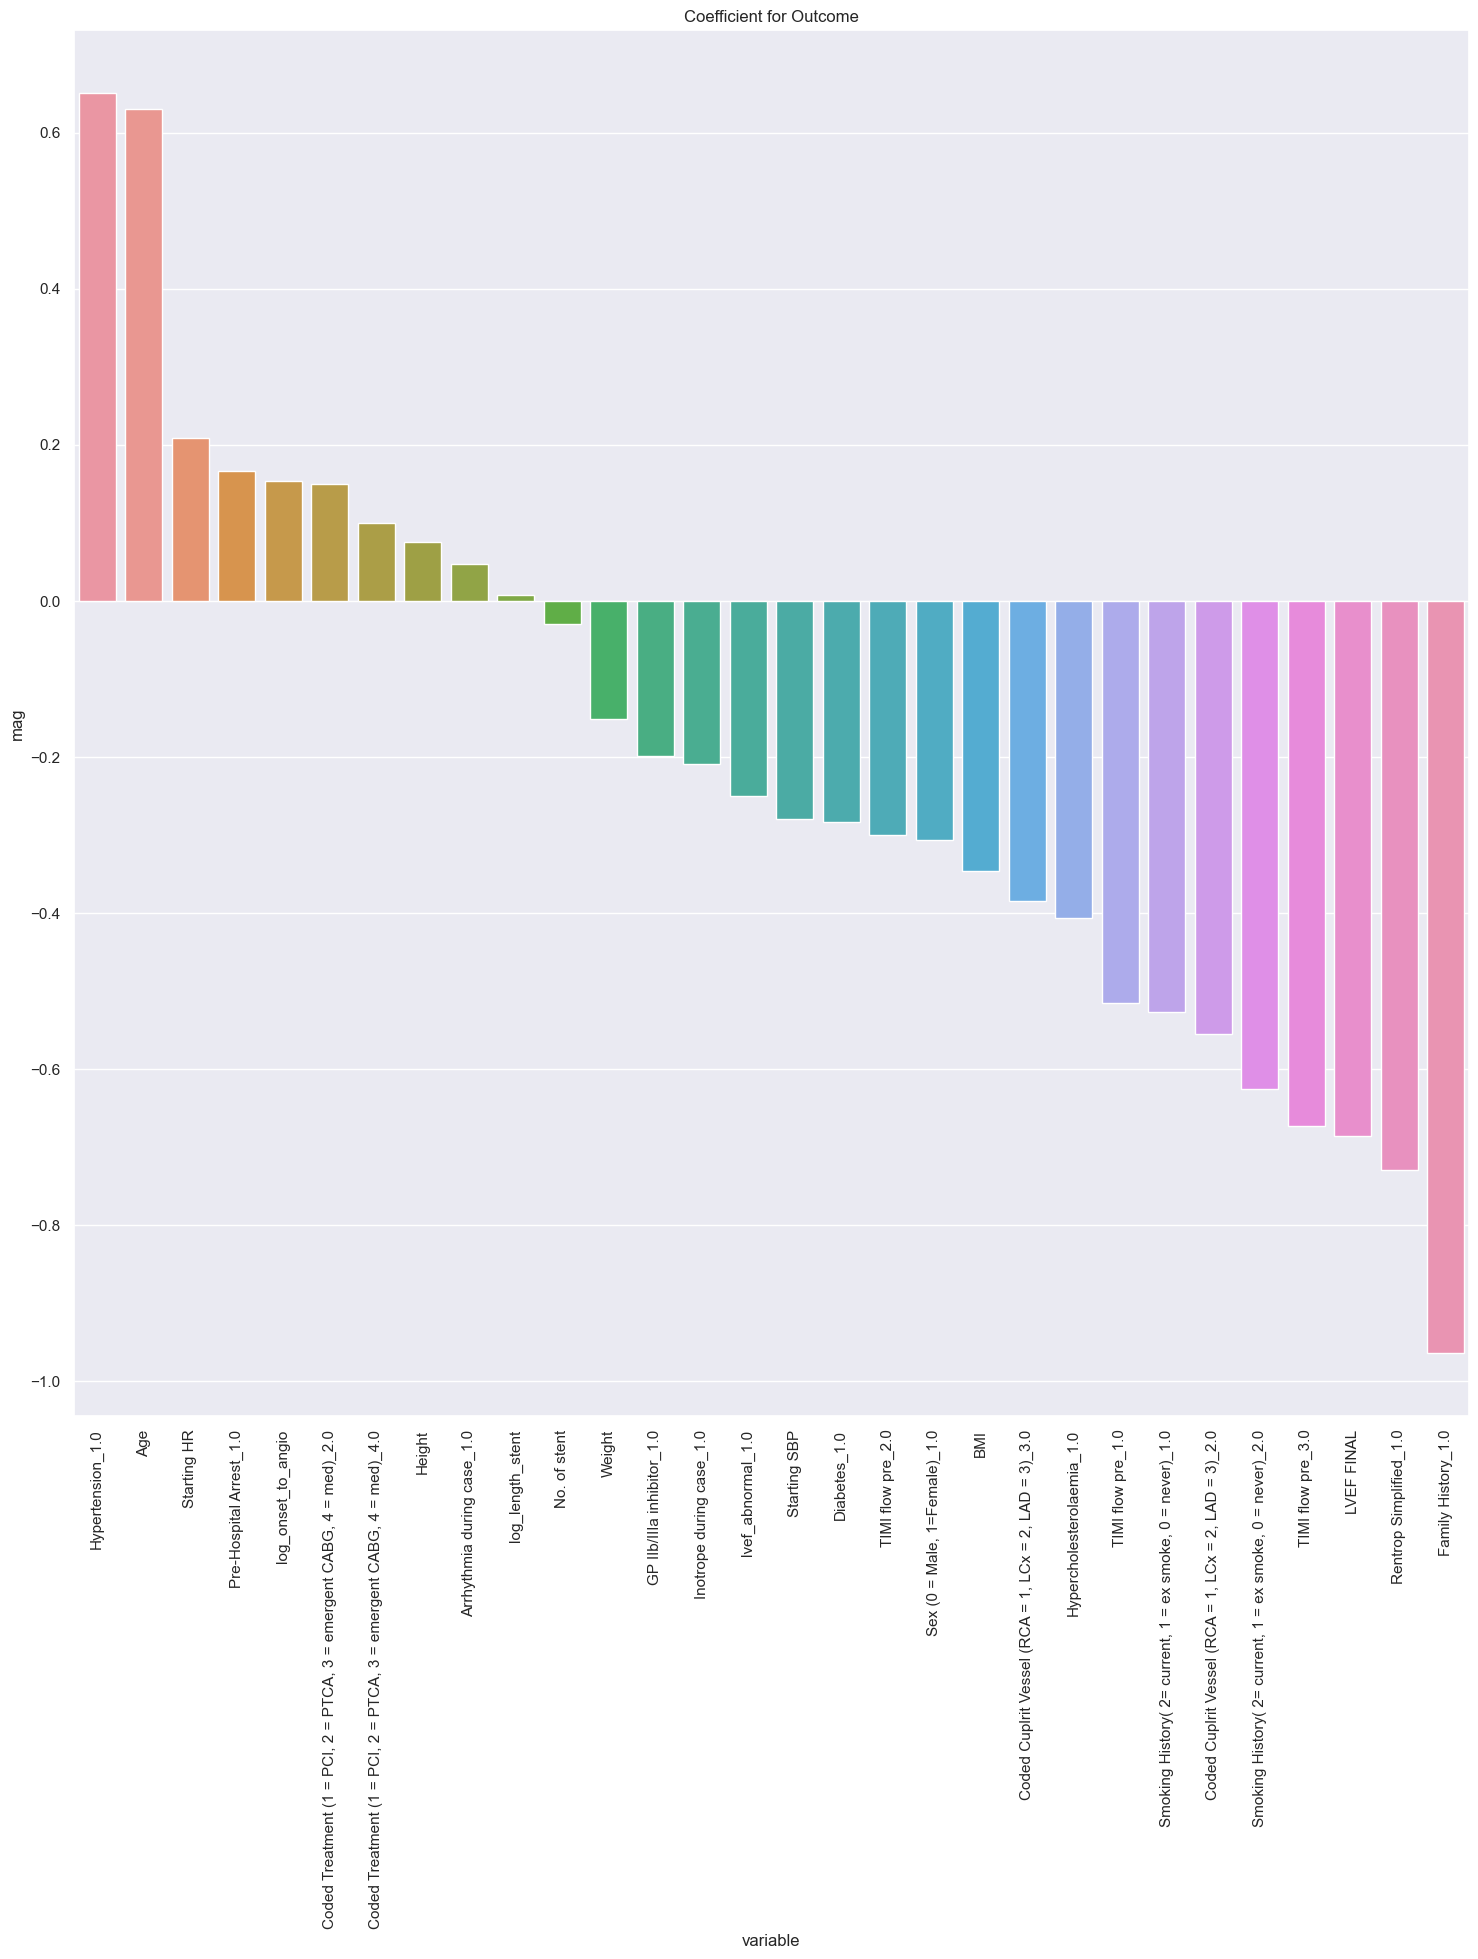 Coefficient for Outcome
mag
0.6
0.4
0.2
0.0
−0.2
−0.4
−0.6
−0.8
−1.0
Hypertension_1.0
Age
Starting HR
Pre-Hospital Arrest_1.0
log_onset_to_angio
Coded Treatment (1 = PCI, 2 = PTCA, 3 = emergent CABG, 4 = med)_2.0
Coded Treatment (1 = PCI, 2 = PTCA, 3 = emergent CABG, 4 = med)_4.0
Height
Arrhythmia during case_1.0
log_length_stent
No. of stent
Weight
GP IIb/IIIa inhibitor_1.0
Inotrope during case_1.0
lvef_abnormal_1.0
Starting SBP
Diabetes_1.0
TIMI flow pre_2.0
Sex (0 = Male, 1=Female)_1.0
BMI
Coded Cuplrit Vessel (RCA = 1, LCx = 2, LAD = 3)_3.0
Hypercholesterolaemia_1.0
TIMI flow pre_1.0
Smoking History( 2= current, 1 = ex smoke, 0 = never)_1.0
Coded Cuplrit Vessel (RCA = 1, LCx = 2, LAD = 3)_2.0
Smoking History( 2= current, 1 = ex smoke, 0 = never)_2.0
TIMI flow pre_3.0
LVEF FINAL
Rentrop Simplified_1.0
Family History_1.0
variable